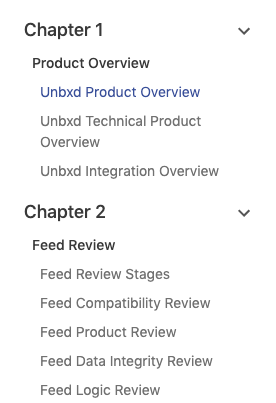 Chapter 1
Product Overview
Unbxd Product Overview
Unbxd Technical Product
Overview
Unbxd Integration Overview
Chapter 2
Feed Review
Feed Review Stages
Feed Compatibility Review
Feed Product Review
Feed Data Integrity Review
Feed Logic Review